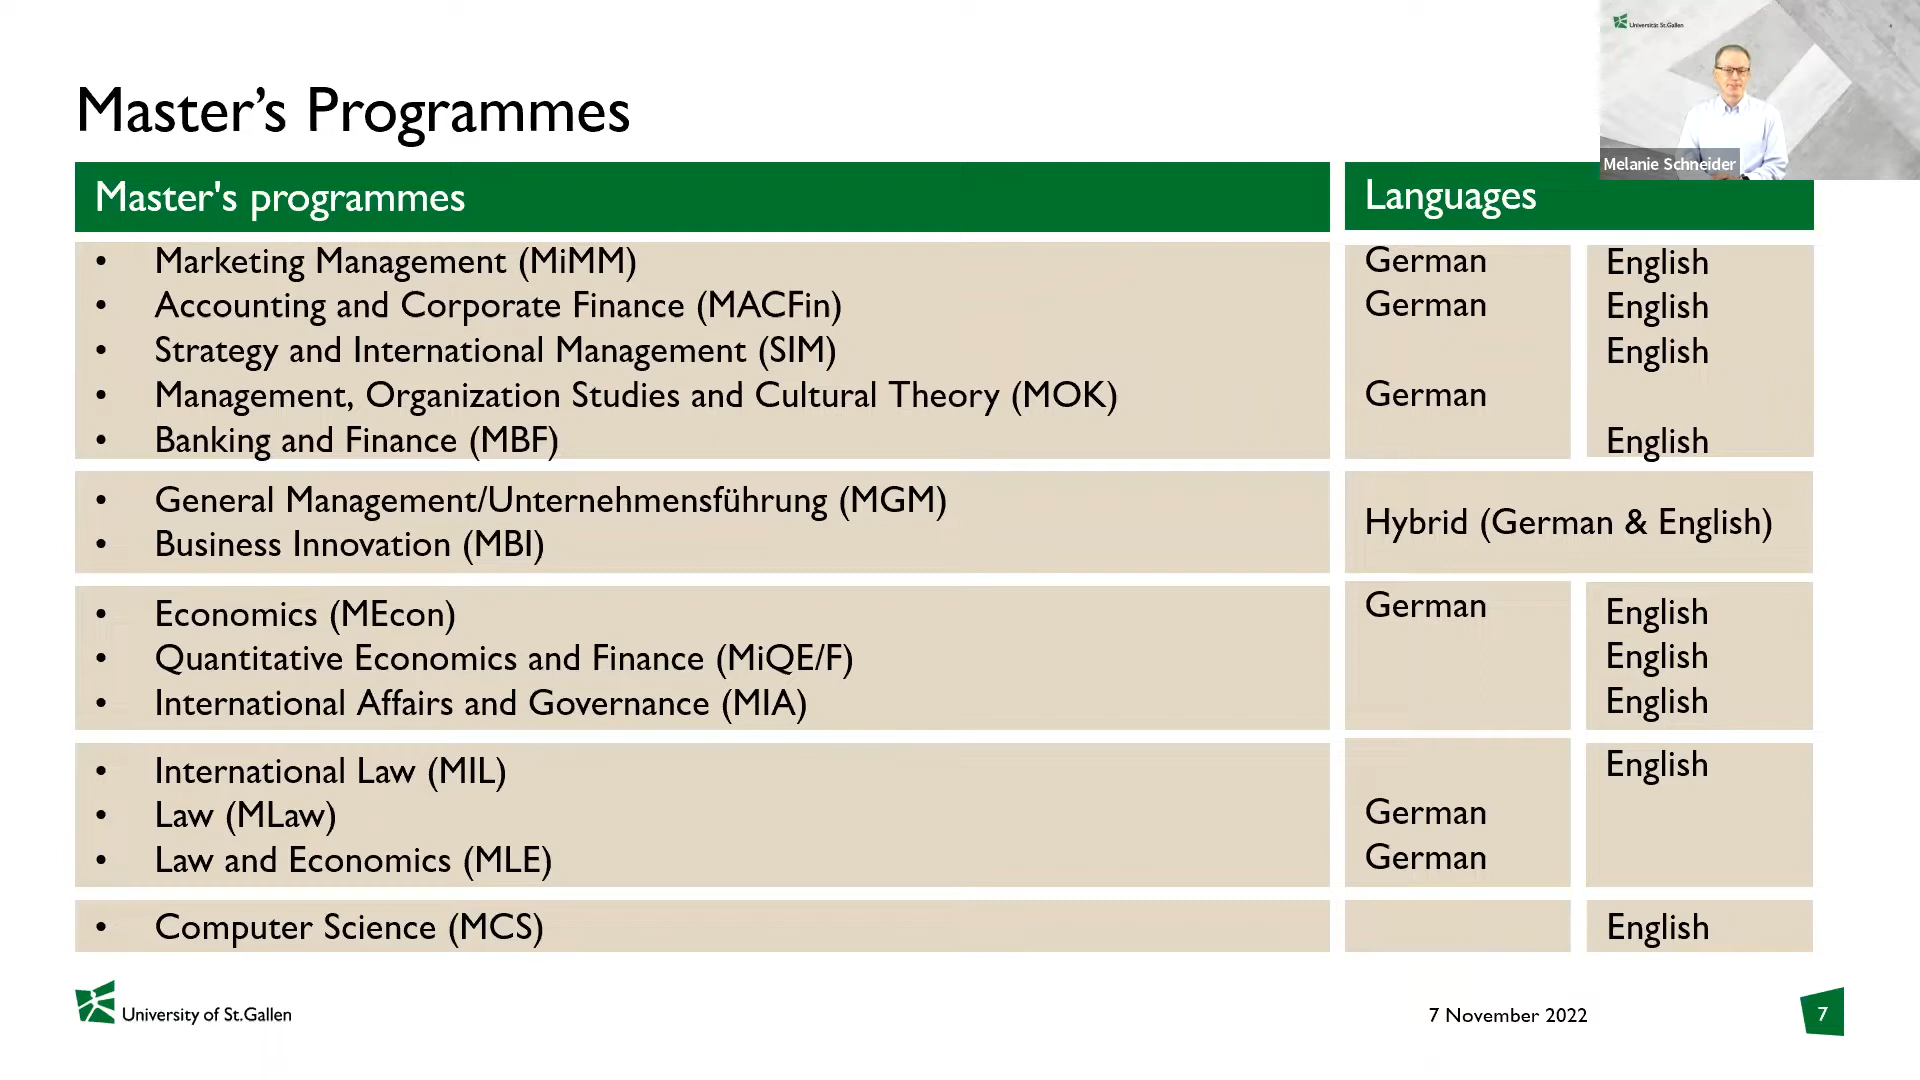 Universität St.Gallen
Melanie Schneider
Master's Programmes
Master's programmes Languages
• Marketing Management (MiMM) German English
• Accounting and Corporate Finance (MACFin) German English
• Strategy and International Management (SIM) English
• Management, Organization Studies and Cultural Theory (MOK) German
• Banking and Finance (MBF) English
• General Management/Unternehmensführung (MGM)
Hybrid (German & English)
• Business Innovation (MBI)
• Economics (MEcon) German English
• Quantitative Economics and Finance (MiQE/F) English
• International Affairs and Governance (MIA) English
• International Law (MIL) English
• Law (MLaw) German
• Law and Economics (MLE) German
• Computer Science (MCS) English
University of St.Gallen 7 November 2022 7